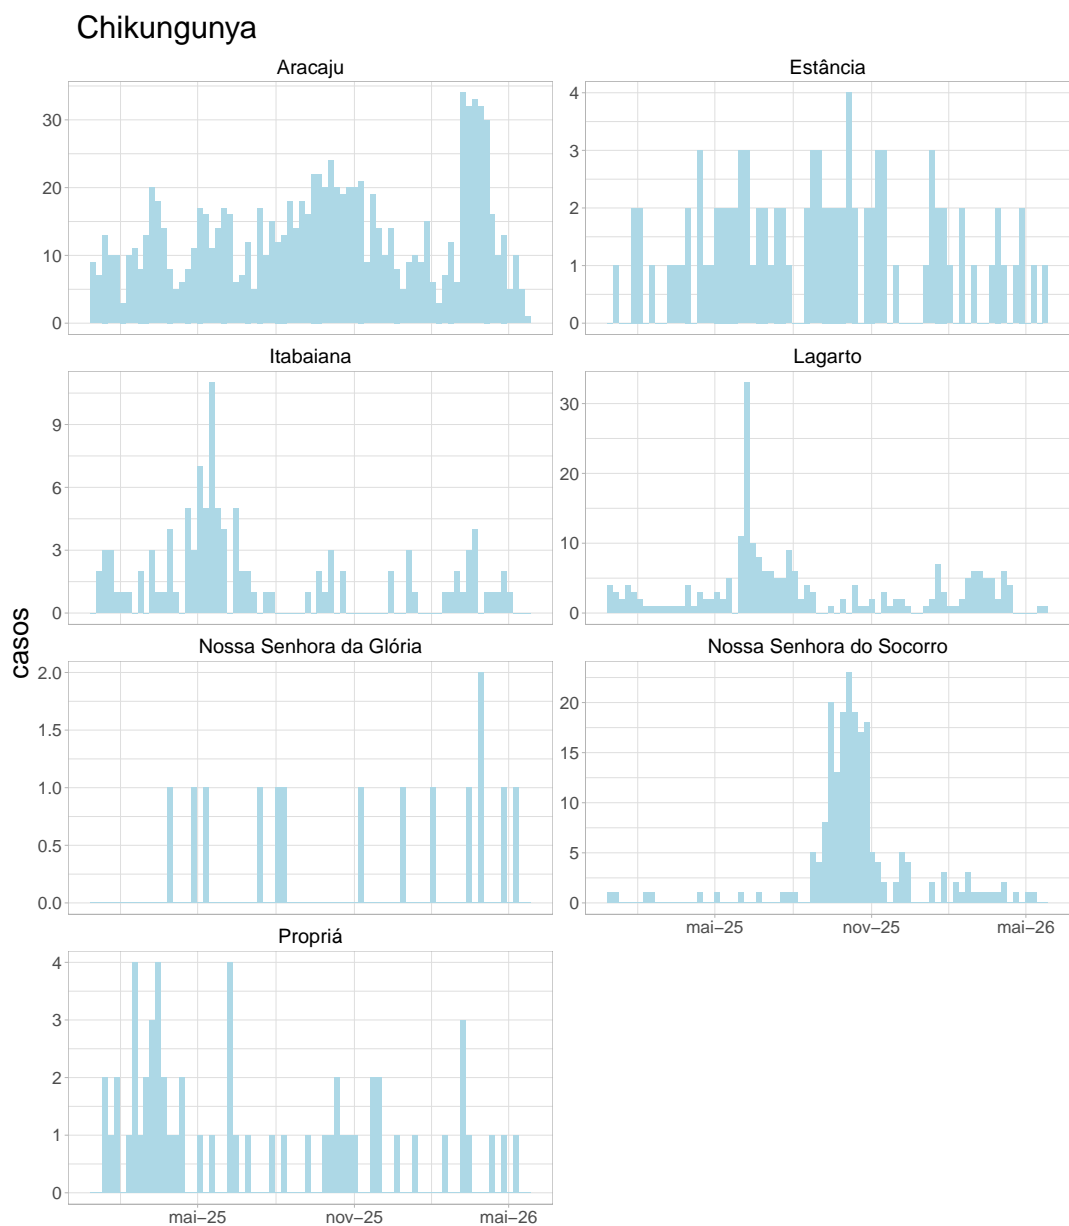 Chikungunya
Aracaju
Estância
30
20
10
0
4
3
2
1
0
Itabaiana
Lagarto
9
6
3
0
30
20
10
0
casos
Nossa Senhora da Glória
Nossa Senhora do Socorro
2.0
1.5
1.0
0.5
0.0
20
15
10
5
0
mai−25
nov−25
mai−26
Propriá
4
3
2
1
0
mai−25
nov−25
mai−26